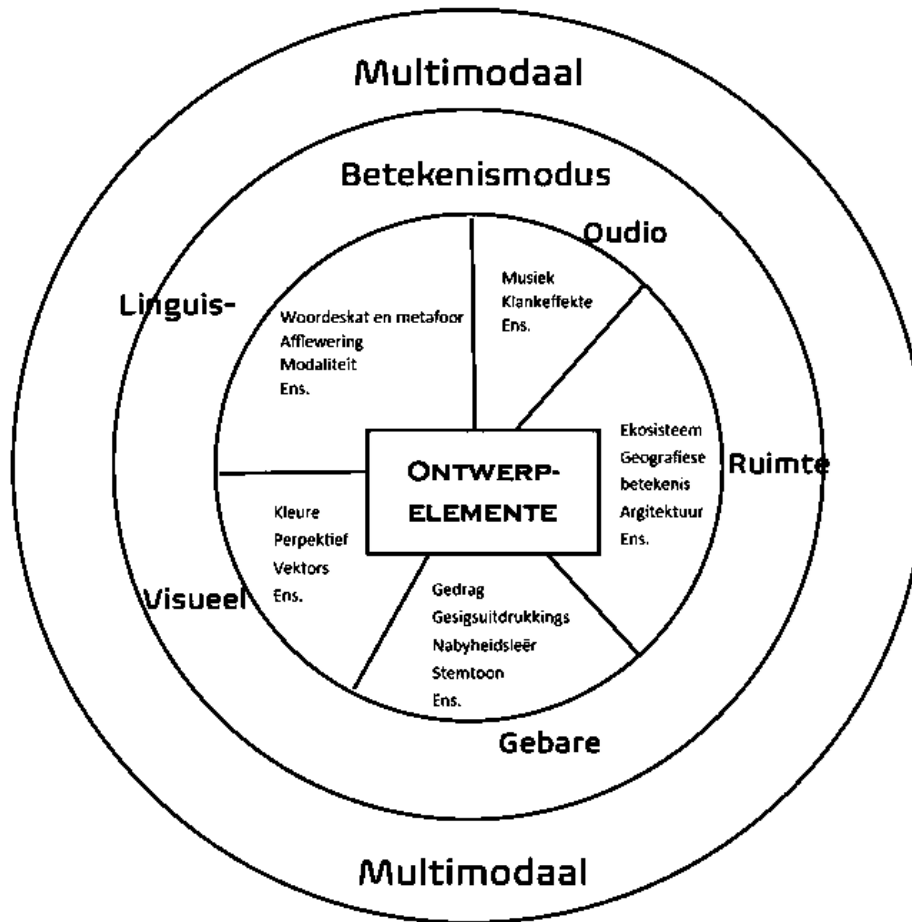 Multimodaal
Betekenismodus
Oudio
Musiek
Klankeffekte
Ens.
Linguis-
Woordeskat en metafoor
Afflewering
Modaliteit
Ens.
Ekosisteem
Geografiese
betekenis
Argitektuur
Ens.
Ruimte
ONTWERP-
ELEMENTE
Kleure
Perpektief
Vektors
Ens.
Visueel
Gedrag
Gesigsuitdrukkings
Nabyheidsleër
Stemtoon
Ens.
Gebare
Multimodaal